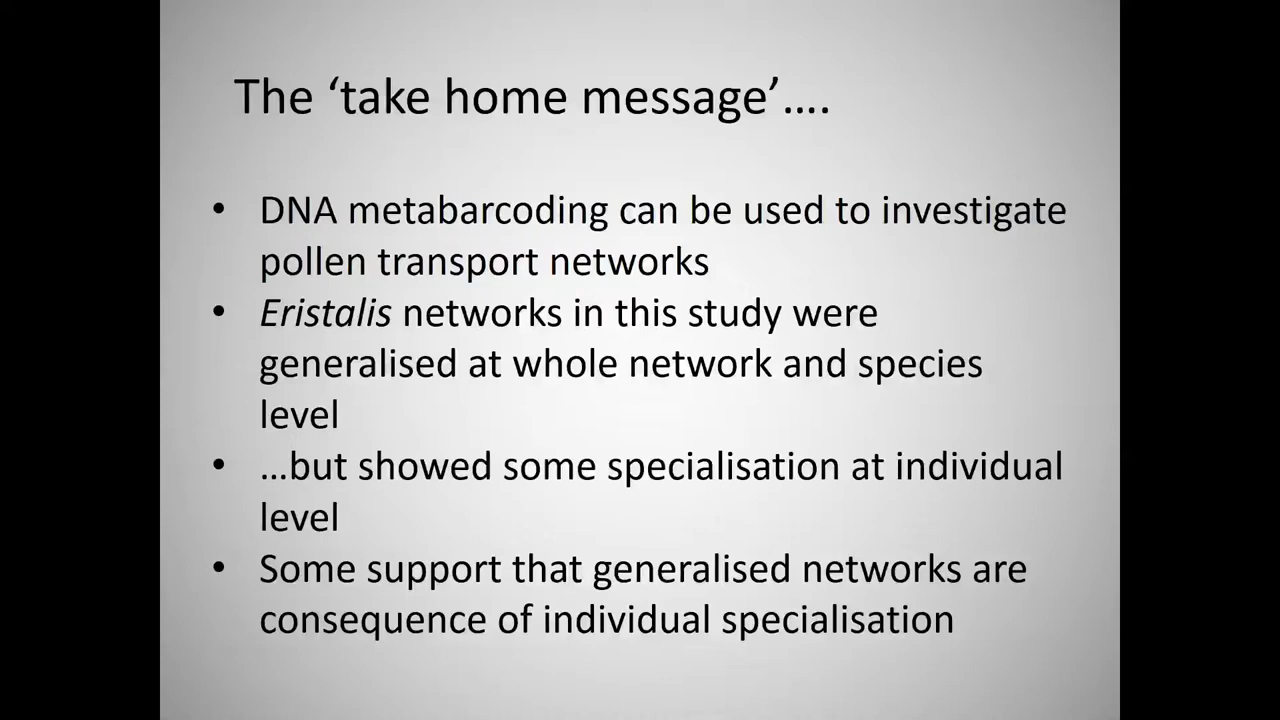 The ‘take home message’....
• DNA metabarcoding can be used to investigate
pollen transport networks
• Eristalis networks in this study were
generalised at whole network and species
level
• …but showed some specialisation at individual
level
• Some support that generalised networks are
consequence of individual specialisation